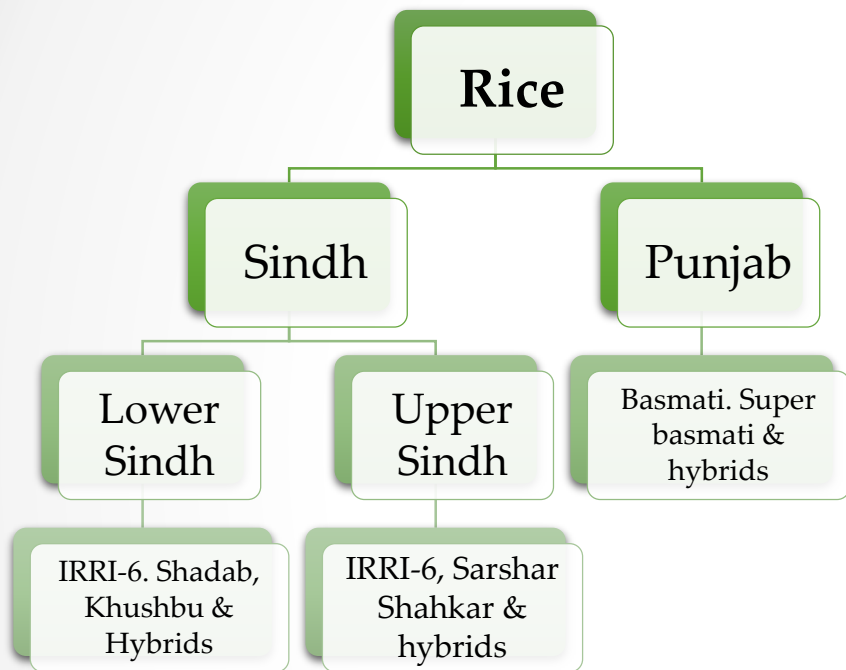 Rice
Sindh
Punjab
Lower
Sindh
Upper
Sindh
Basmati. Super
basmati &
hybrids
IRRI-6. Shadab,
Khushbu &
Hybrids
IRRI-6, Sarshar
Shahkar &
hybrids